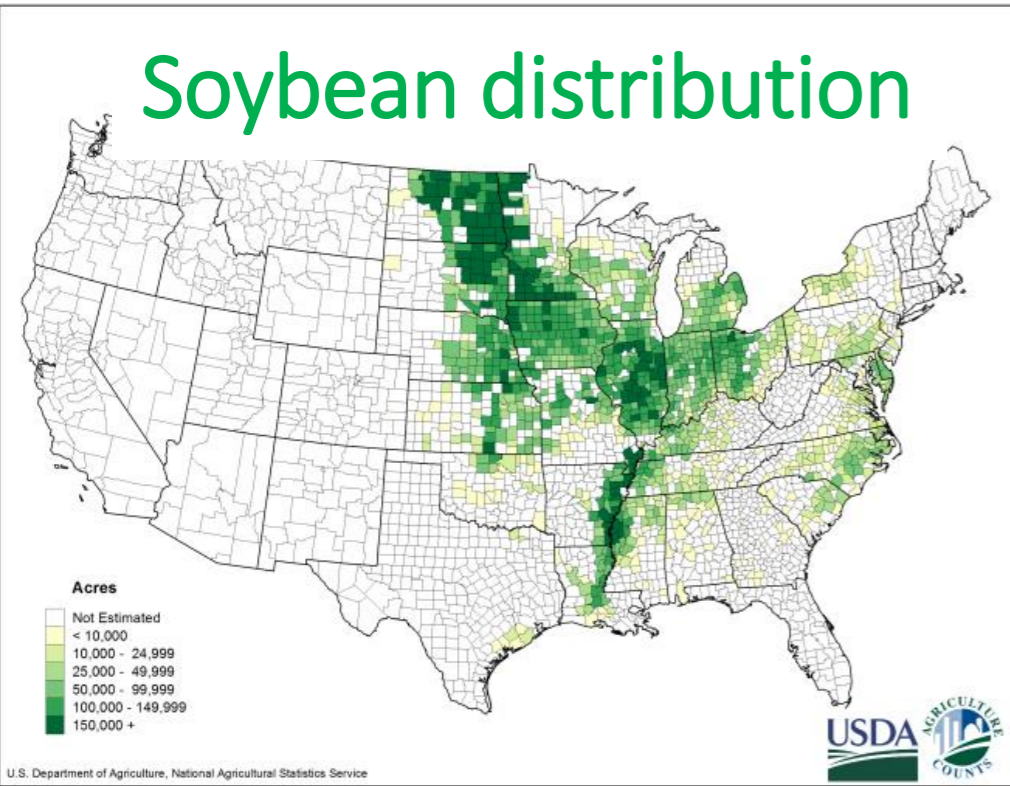 Soybean distribution
Acres
Not Estimated
< 10,000
10,000 - 24,999
25,000 - 49,999
50,000 - 99,999
100,000 - 149,999
150,000 +
USDA
AGRICULTURE
COUNTS
U.S. Department of Agriculture, National Agricultural Statistics Service